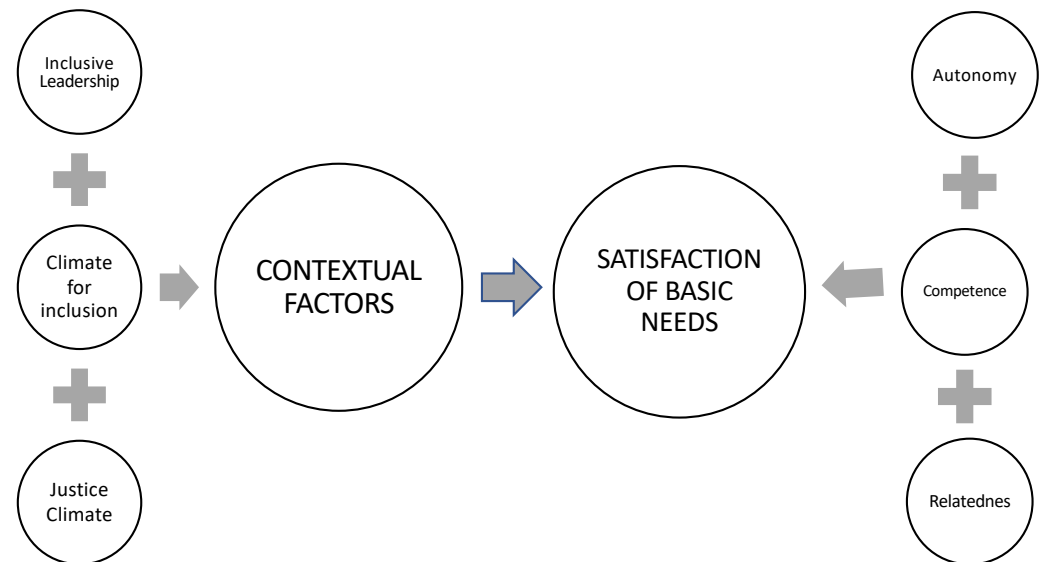 Inclusive
Leadership
Climate
for
inclusion
Justice
Climate
CONTEXTUAL
FACTORS
SATISFACTION
OF BASIC
NEEDS
Autonomy
Competence
Relatednes